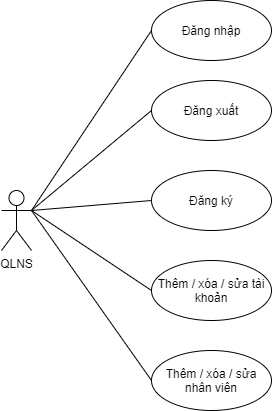 Đăng nhập
Đăng xuất
Đăng ký
QLNS
Thêm / xóa / sửa tài
khoản
Thêm / xóa / sửa
nhân viên